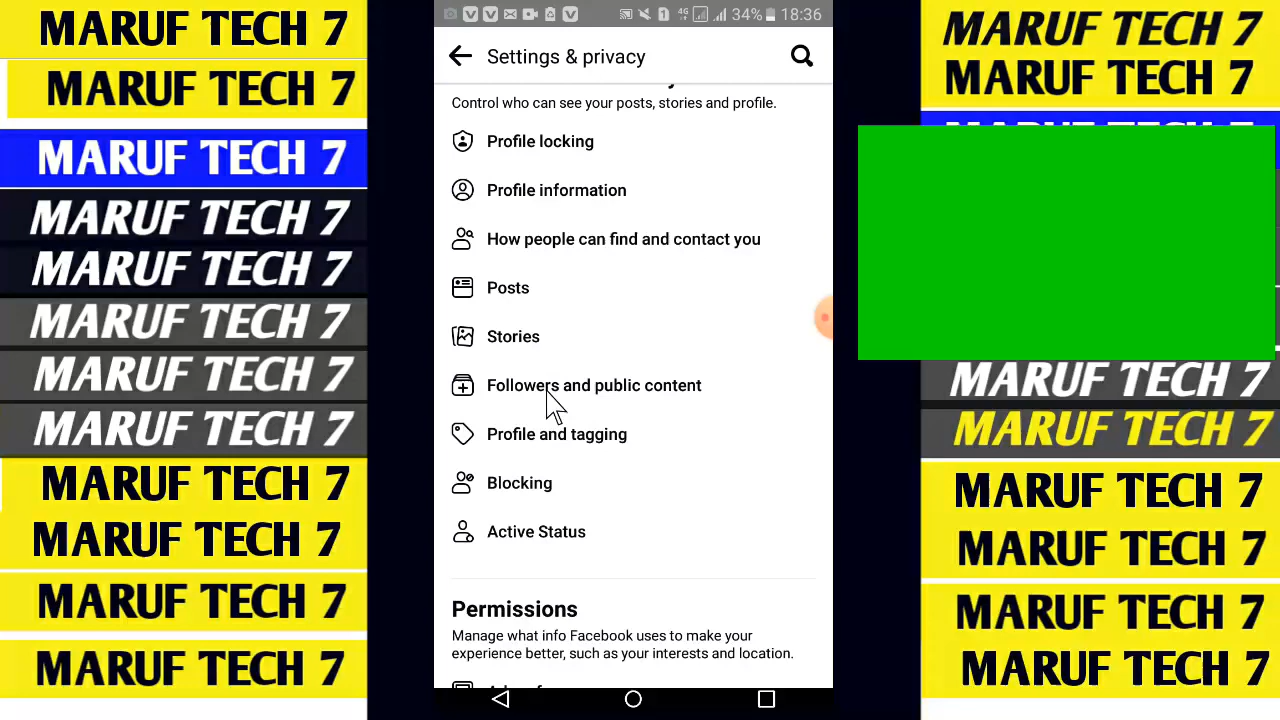 MARUF TECH 7
MARUF TECH 7
MARUF TECH 7
MARUF TECH 7
MARUF TECH 7
MARUF TECH 7
MARUF TECH 7
MARUF TECH 7
MARUF TECH 7
MARUF TECH 7
MARUF TECH 7
MARUF TECH 7
1 4G 34% 18:36
Settings & privacy
Control who can see your posts, stories and profile.
Profile locking
Profile information
How people can find and contact you
Posts
Stories
Followers and public content
Profile and tagging
Blocking
Active Status
Permissions
Manage what info Facebook uses to make your
experience better, such as your interests and location.
MARUF TECH 7
MARUF TECH 7
MARUF TECH 7
MARUF TECH 7
MARUF TECH 7
MARUF TECH 7
MARUF TECH 7
MARUF TECH 7